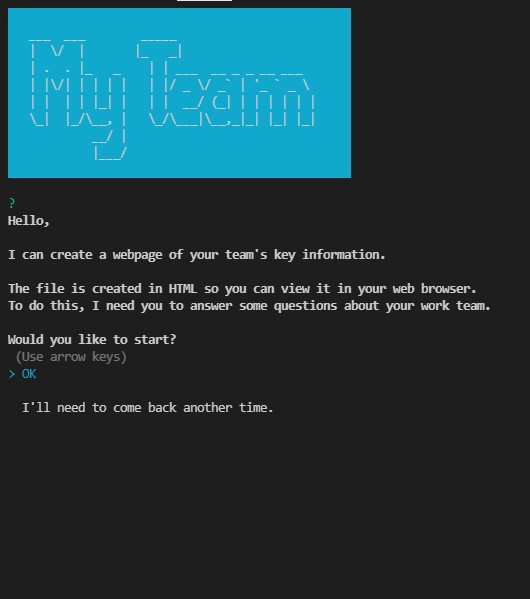 My Team
?
Hello,
I can create a webpage of your team's key information.
The file is created in HTML so you can view it in your web browser.
To do this, I need you to answer some questions about your work team.
Would you like to start?
(Use arrow keys)
> OK
I'll need to come back another time.